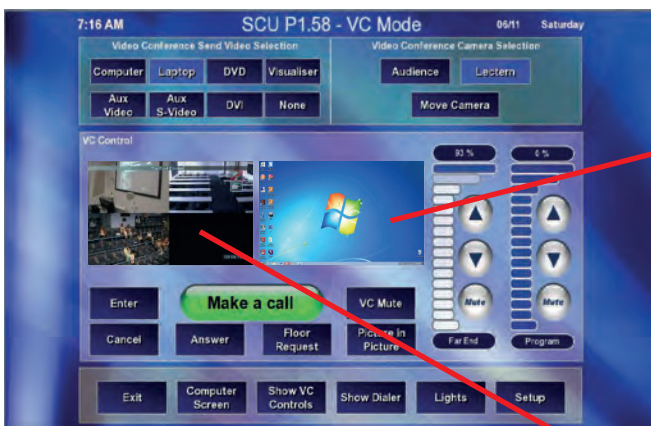 7:16 AM SCU P1.58 - VC Mode 06/11 Saturday
Video Conference Send Video Selection
Video Conference Camera Selection
Computer Laptop DVD Visualiser
Audience Lectern
Aux Video
Aux S-Video
DVI None
Move Camera
VC Control
93 %
0 %
Enter Make a call VC Mute
Mute Mute
Cancel Answer
Floor Request
Picture in Picture
Far End Program
Exit
Computer Screen
Show VC Controls
Show Dialer Lights Setup